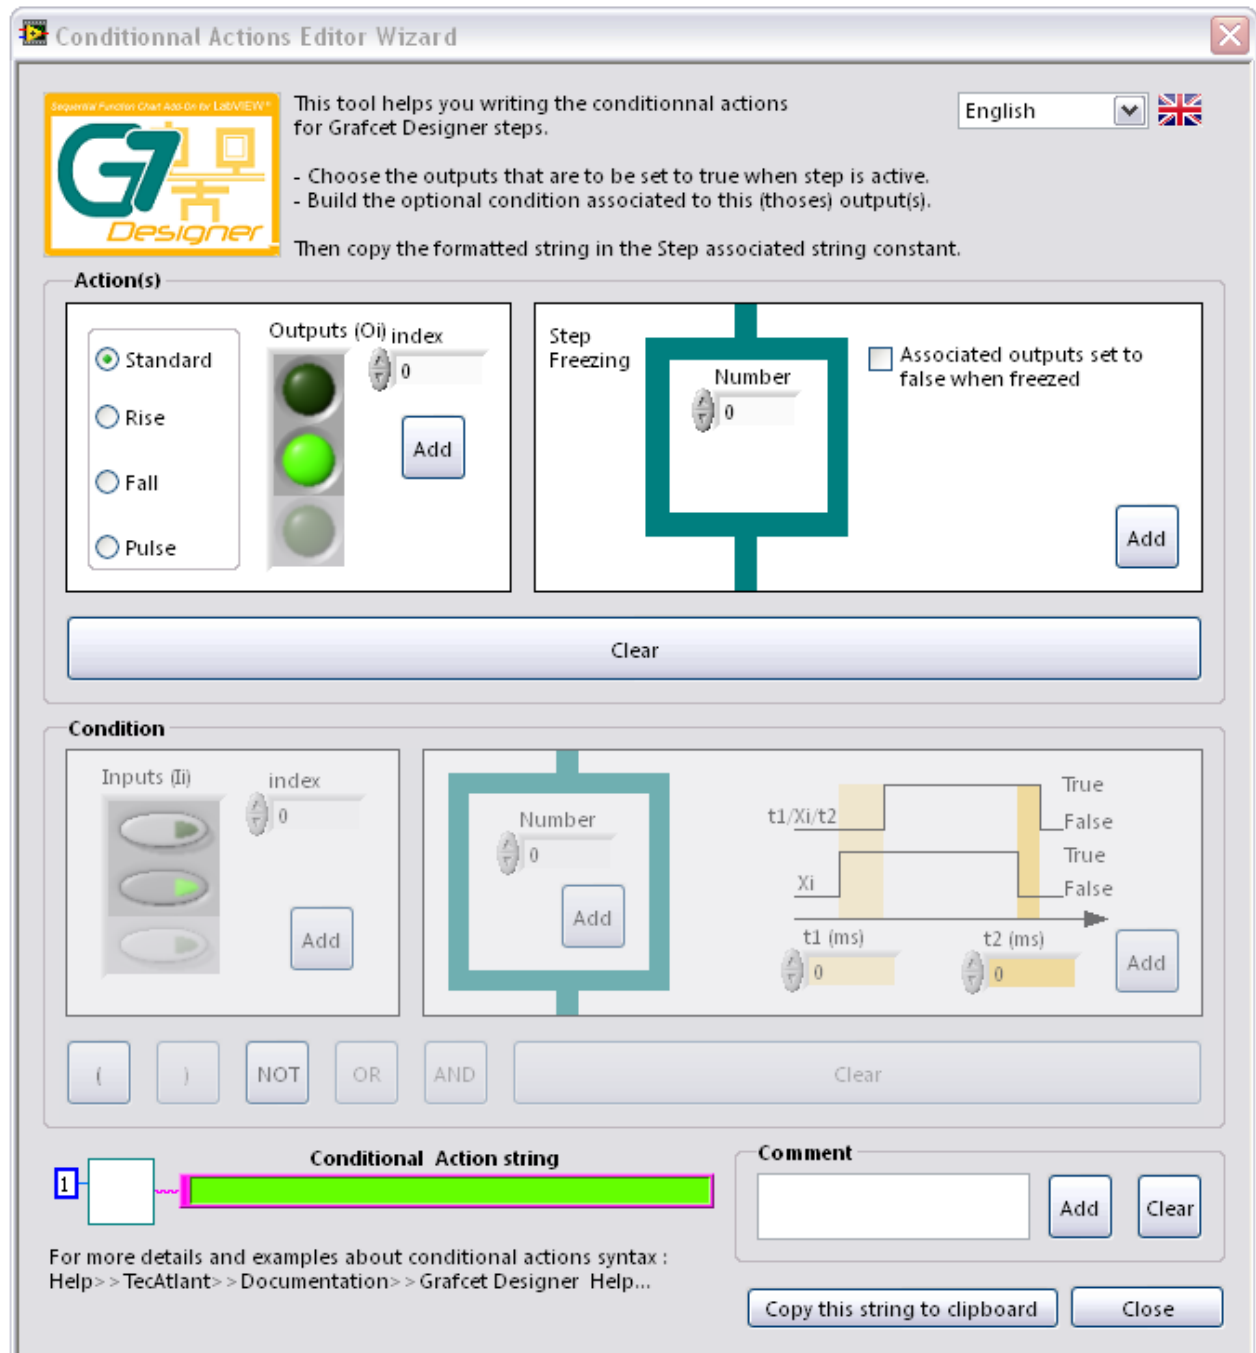 Conditionnal Actions Editor Wizard
Sequential Function Chart Add-On for LabVIEW
G7
Designer
This tool helps you writing the conditionnal actions
for Grafcet Designer steps.
- Choose the outputs that are to be set to true when step is active.
- Build the optional condition associated to this (thoses) output(s).
Then copy the formatted string in the Step associated string constant.
English
Action(s)
Standard
Rise
Fall
Pulse
Outputs (Oi)
index
0
Add
Step
Freezing
Number
0
Associated outputs set to
false when freezed
Add
Clear
Condition
Inputs (Ii)
index
0
Add
Number
0
Add
t1/Xi/t2
True
False
Xi
True
False
t1 (ms)
0
t2 (ms)
0
Add
(
)
NOT
OR
AND
Clear
Conditional Action string
1
Comment
Add
Clear
For more details and examples about conditional actions syntax :
Help>>TecAtlant>>Documentation>>Grafcet Designer Help...
Copy this string to clipboard
Close